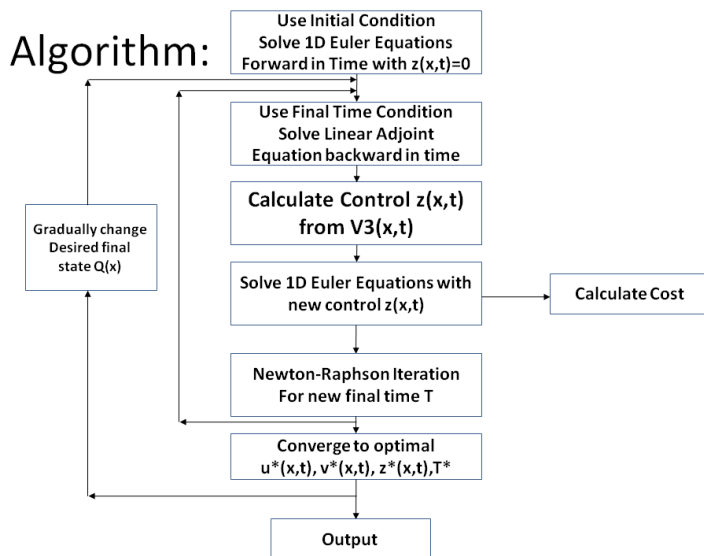 Algorithm:
Use Initial Condition
Solve 1D Euler Equations
Forward in Time with z(x,t)=0
Use Final Time Condition
Solve Linear Adjoint
Equation backward in time
Calculate Control z(x,t)
from V3(x,t)
Gradually change
Desired final
state Q(x)
Solve 1D Euler Equations with
new control z(x,t)
Calculate Cost
Newton-Raphson Iteration
For new final time T
Converge to optimal
u*(x,t), v*(x,t), z*(x,t),T*
Output